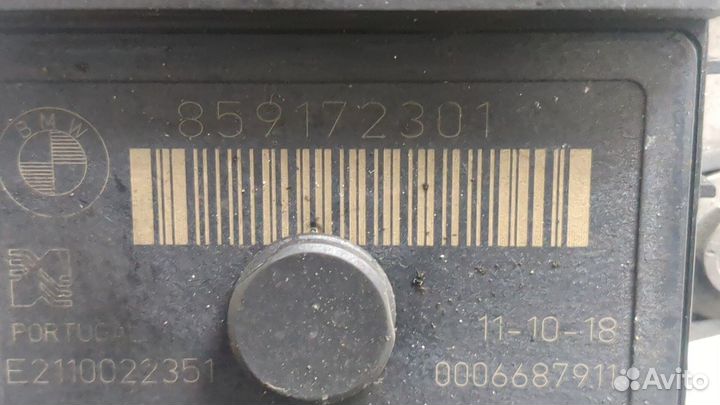 BMW
859172301
PORTUGAL
11-10-18
E2110022351
0006687911
Avito